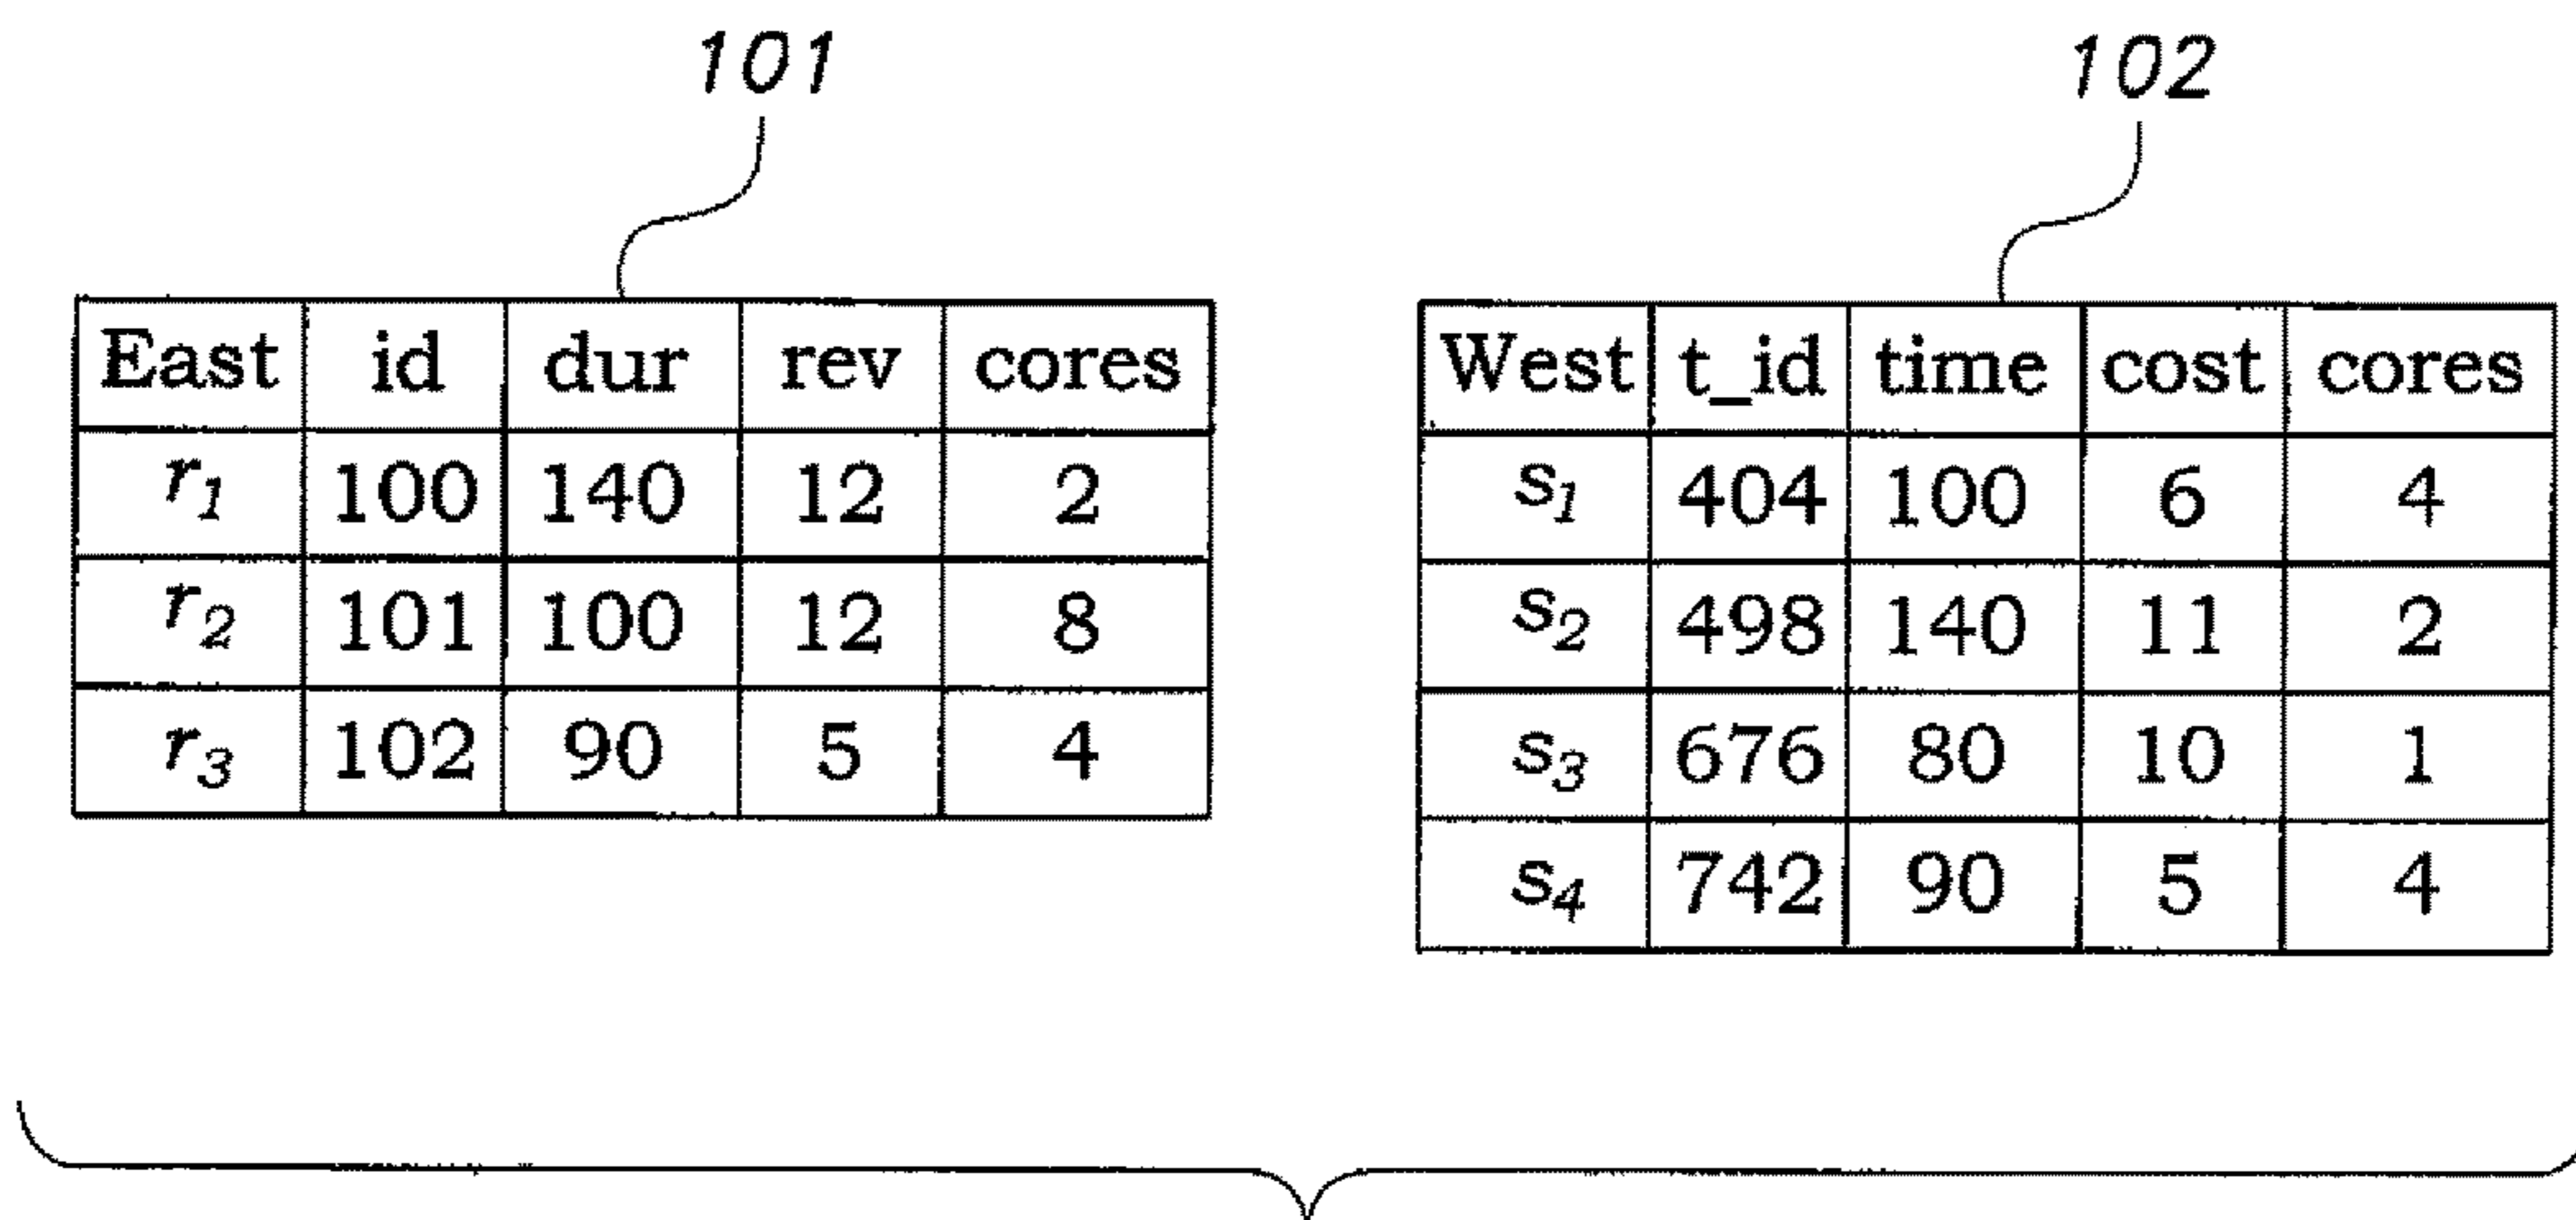 101
102
East id dur rev cores
r1 100 140 12 2
r2 101 100 12 8
r3 102 90 5 4
West t_id time cost cores
s1 404 100 6 4
s2 498 140 11 2
s3 676 80 10 1
s4 742 90 5 4